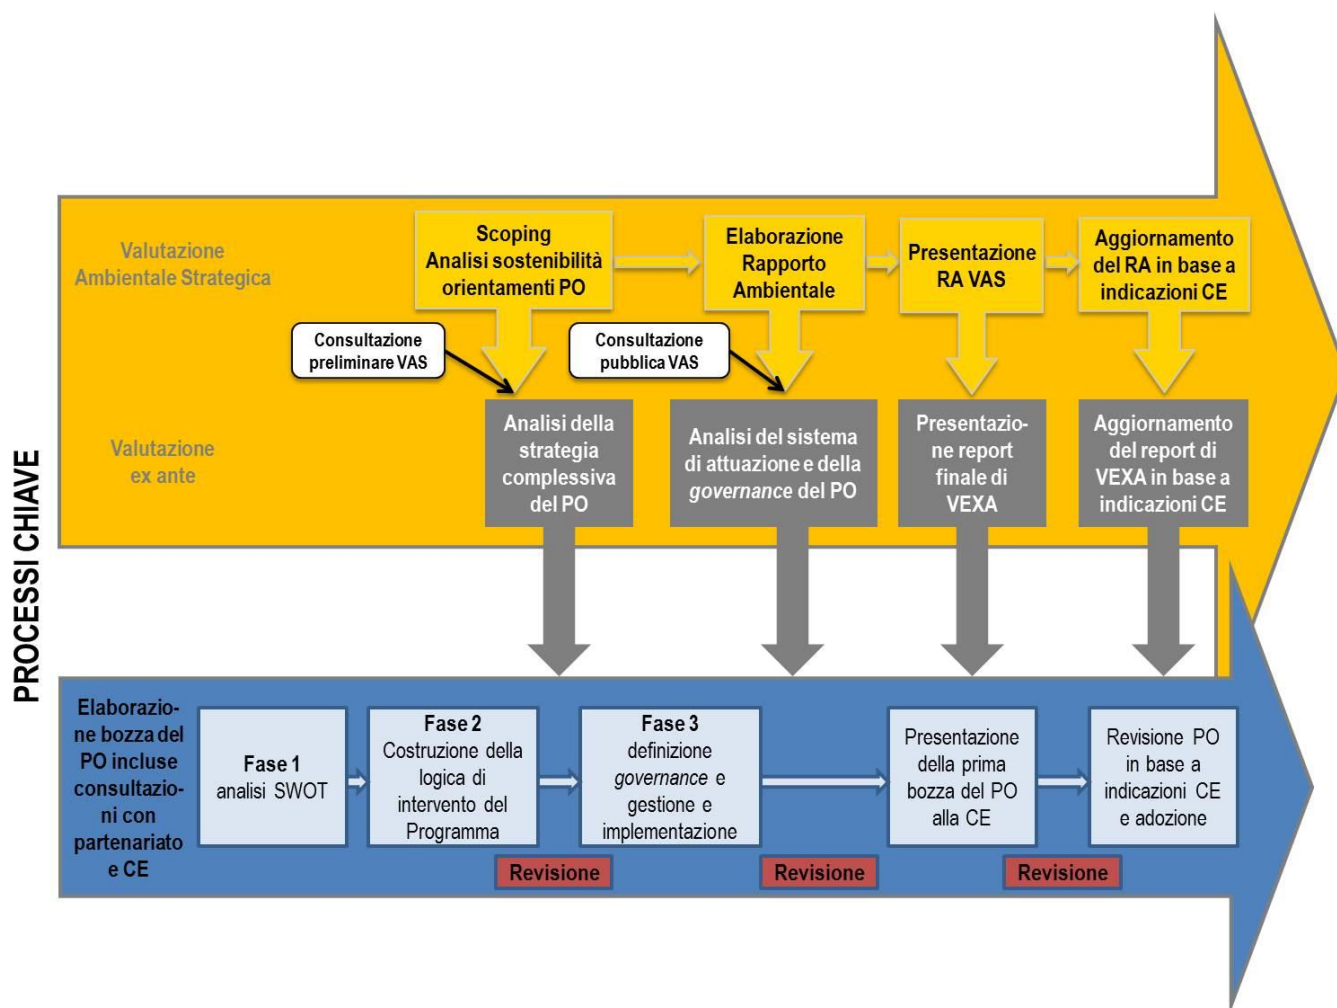 PROCESSI CHIAVE
Valutazione
Ambientale Strategica
Scoping
Analisi sostenibilità
orientamenti PO
Elaborazione
Rapporto
Ambientale
Presentazione
RA VAS
Aggiornamento
del RA in base a
indicazioni CE
Consultazione
preliminare VAS
Consultazione
pubblica VAS
Valutazione
ex ante
Analisi della
strategia
complessiva
del PO
Analisi del sistema
di attuazione e della
governance del PO
Presentazio-
ne report
finale di
VEXA
Aggiornamento
del report di
VEXA in base a
indicazioni CE
Elaborazio-
ne bozza del
PO incluse
consultazio-
ni con
partenariato
e CE
Fase 1
analisi SWOT
Fase 2
Costruzione della
logica di
intervento del
Programma
Fase 3
definizione
governance e
gestione e
implementazione
Presentazione
della prima
bozza del PO
alla CE
Revisione PO
in base a
indicazioni CE
e adozione
Revisione
Revisione
Revisione